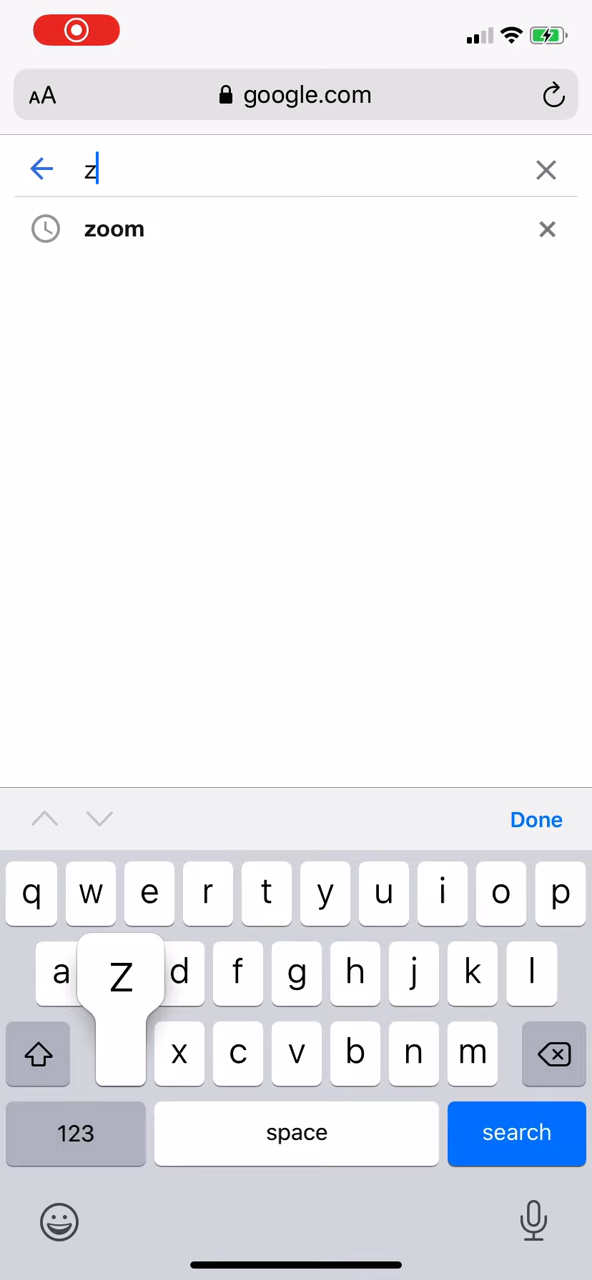 AA google.com
z
zoom
Done
q w e r t y u i o p
a z d f g h j k l
x c v b n m
123 space search